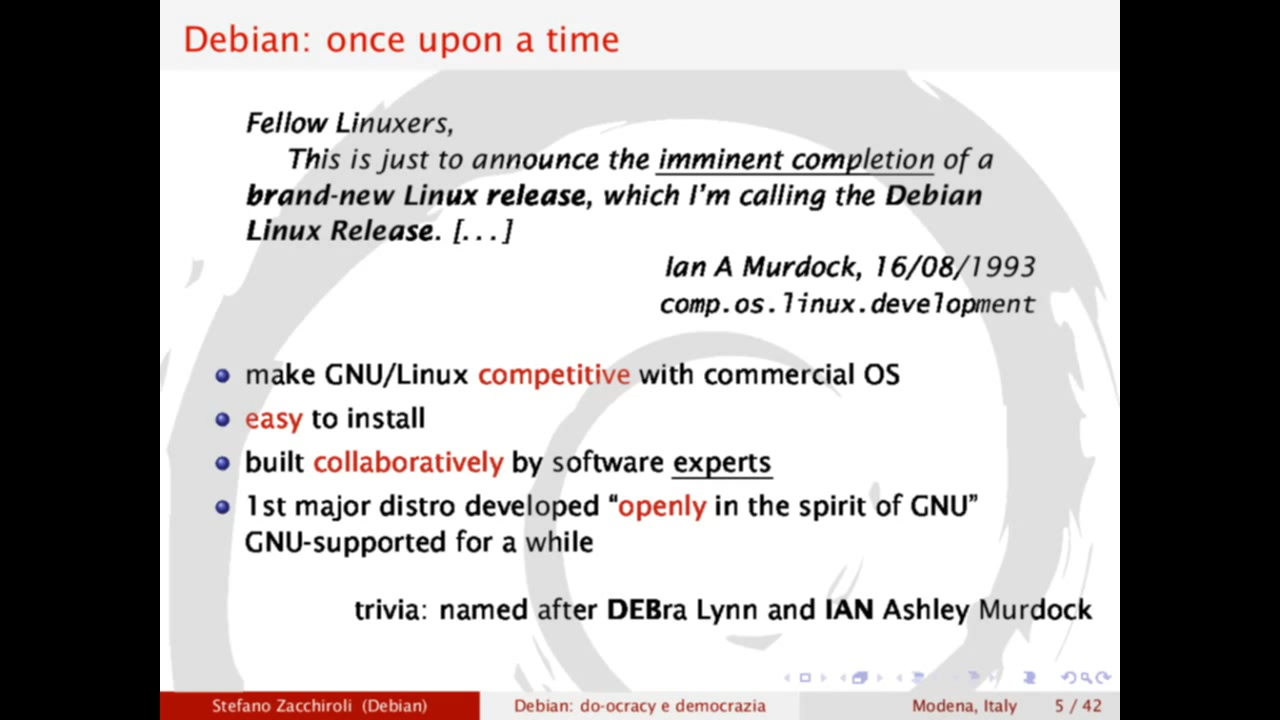 Debian: once upon a time
Fellow Linuxers,
This is just to announce the imminent completion of a
brand-new Linux release, which I'm calling the Debian
Linux Release. [...]
Ian A Murdock, 16/08/1993
comp.os.linux.development
make GNU/Linux competitive with commercial OS
easy to install
built collaboratively by software experts
1st major distro developed “openly in the spirit of GNU”
GNU-supported for a while
trivia: named after DEBra Lynn and IAN Ashley Murdock
Stefano Zacchiroli (Debian) Debian: do-ocracy e democrazia Modena, Italy 5 / 42